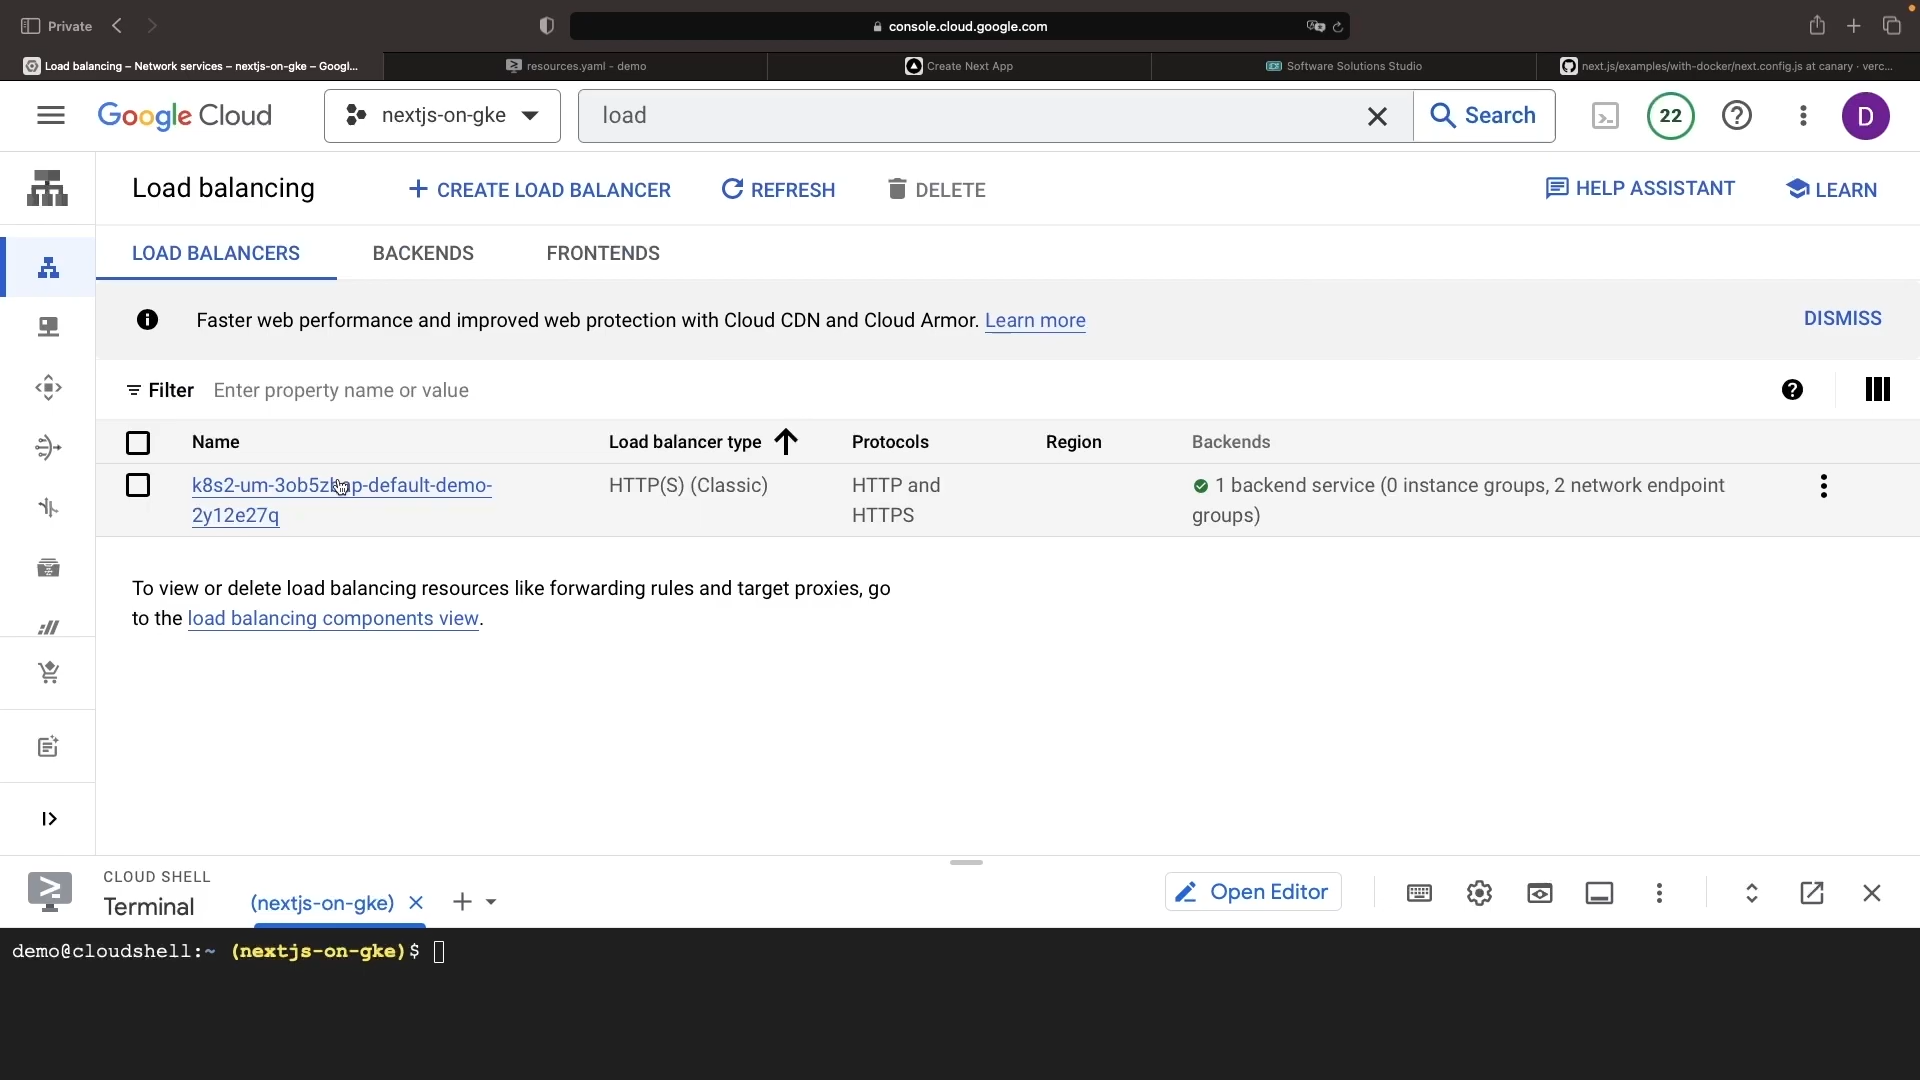 Private
console.cloud.google.com
Load balancing – Network services – nextjs-on-gke – Googl...
resources.yaml - demo
Create Next App
Software Solutions Studio
next.js/examples/with-docker/next.config.js at canary · verc...
Google Cloud
nextjs-on-gke
load
Search
22
D
Load balancing
CREATE LOAD BALANCER
REFRESH
DELETE
HELP ASSISTANT
LEARN
LOAD BALANCERS
BACKENDS
FRONTENDS
Faster web performance and improved web protection with Cloud CDN and Cloud Armor. Learn more
DISMISS
Filter Enter property name or value
Name
Load balancer type
Protocols
Region
Backends
-default-demo-
2y12e27q
HTTP(S) (Classic)
HTTP and
HTTPS
1 backend service (0 instance groups, 2 network endpoint
groups)
To view or delete load balancing resources like forwarding rules and target proxies, go
to the load balancing components view.
CLOUD SHELL
Terminal
(nextjs-on-gke)
Open Editor
demo@cloudshell:~ (nextjs-on-gke)$